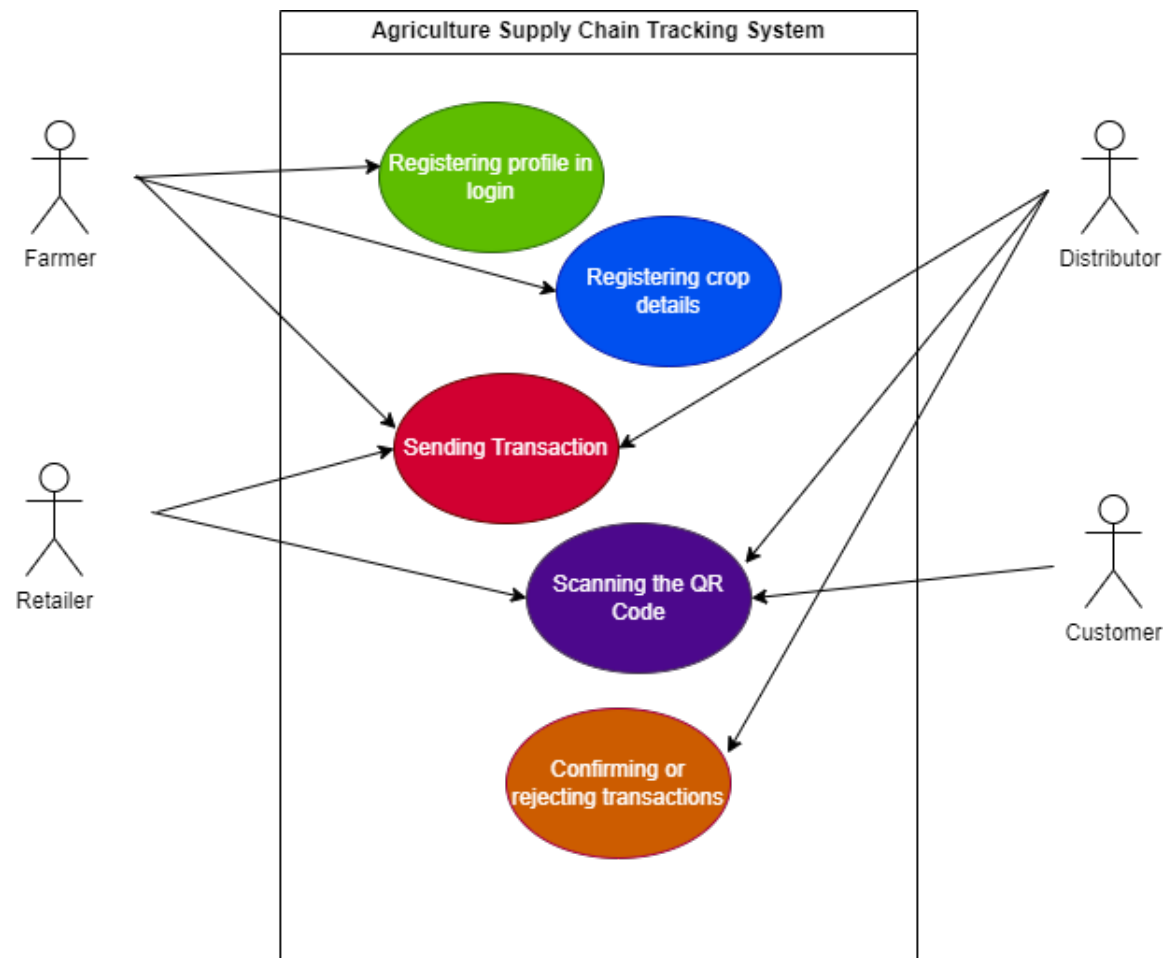 Agriculture Supply Chain Tracking System
Registering profile in
login
Farmer
Registering crop
details
Distributor
Sending Transaction
Retailer
Scanning the QR
Code
Customer
Confirming or
rejecting transactions